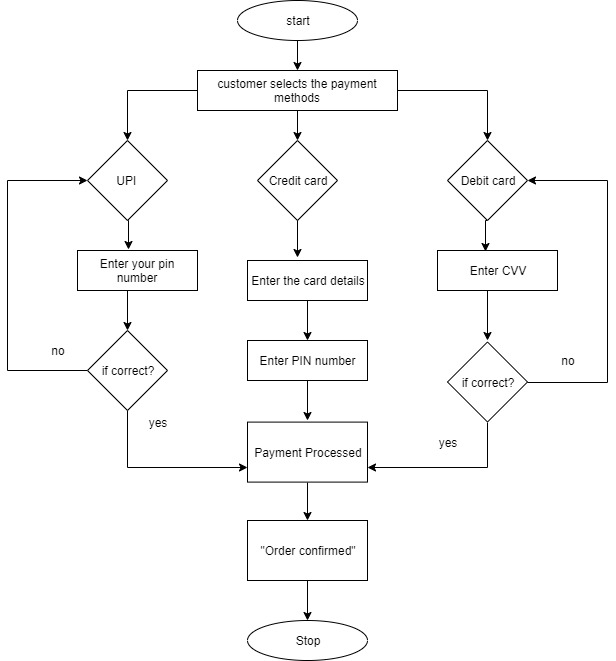 start
customer selects the payment
methods
UPI
Credit card
Debit card
Enter your pin
number
Enter the card details
Enter CVV
no
if correct?
Enter PIN number
if correct?
no
yes
Payment Processed
yes
"Order confirmed"
Stop